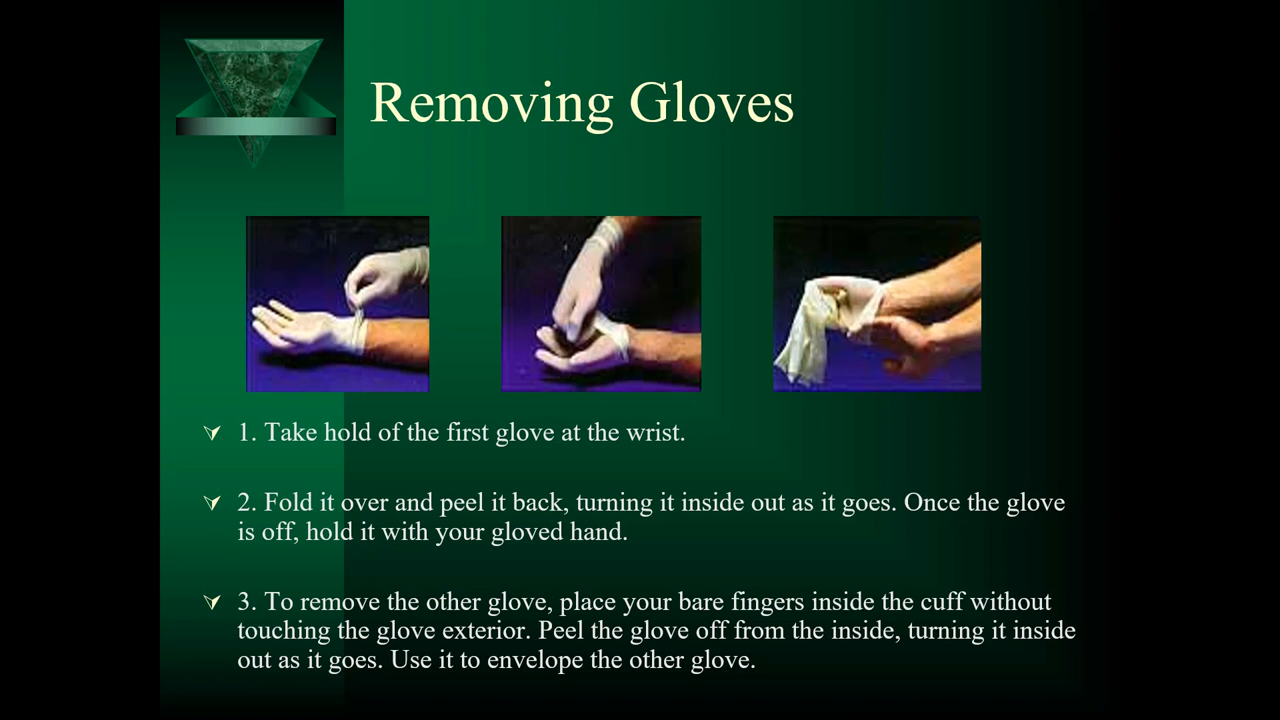 Removing Gloves
1. Take hold of the first glove at the wrist.
2. Fold it over and peel it back, turning it inside out as it goes. Once the glove
is off, hold it with your gloved hand.
3. To remove the other glove, place your bare fingers inside the cuff without
touching the glove exterior. Peel the glove off from the inside, turning it inside
out as it goes. Use it to envelope the other glove.